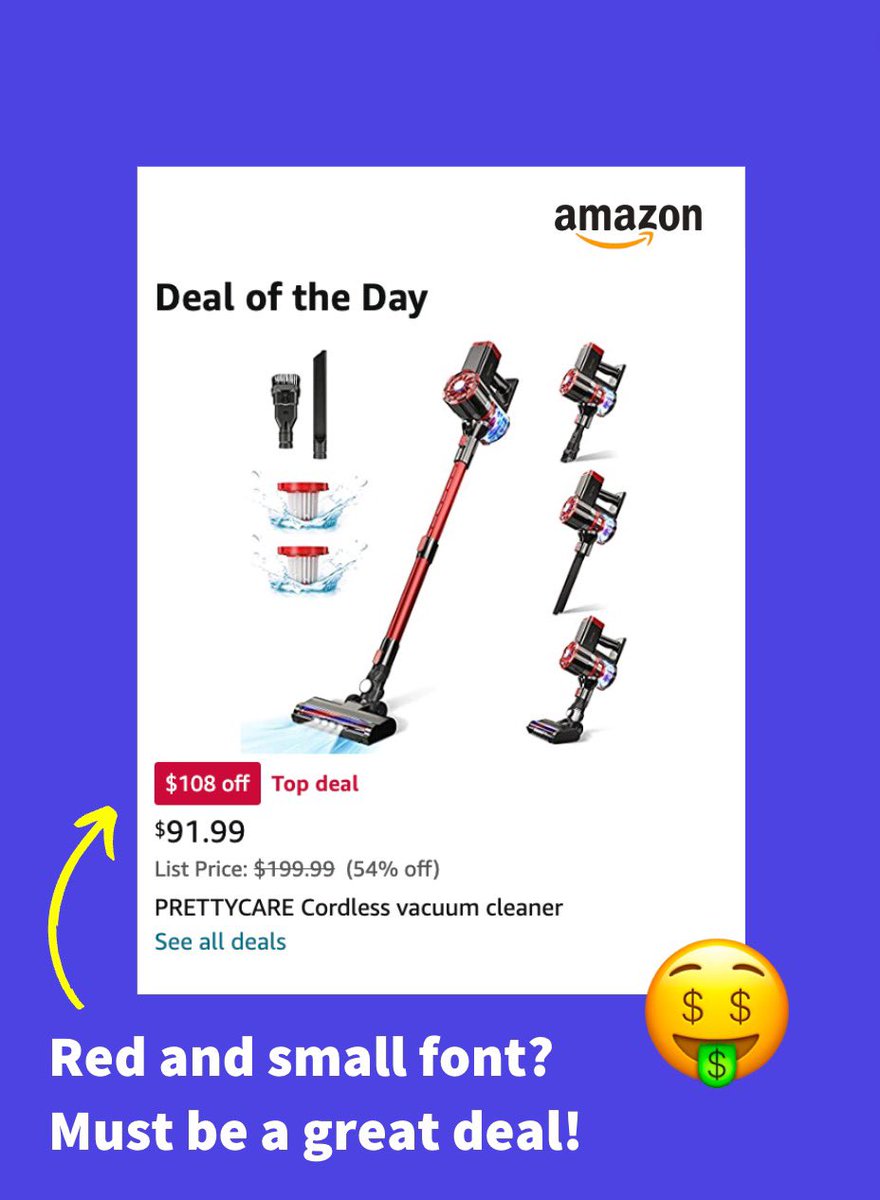 amazon
Deal of the Day
$108 off Top deal
$91.99
List Price: $199.99 (54% off)
PRETTYCARE Cordless vacuum cleaner
See all deals
$ $
$
Red and small font?
Must be a great deal!